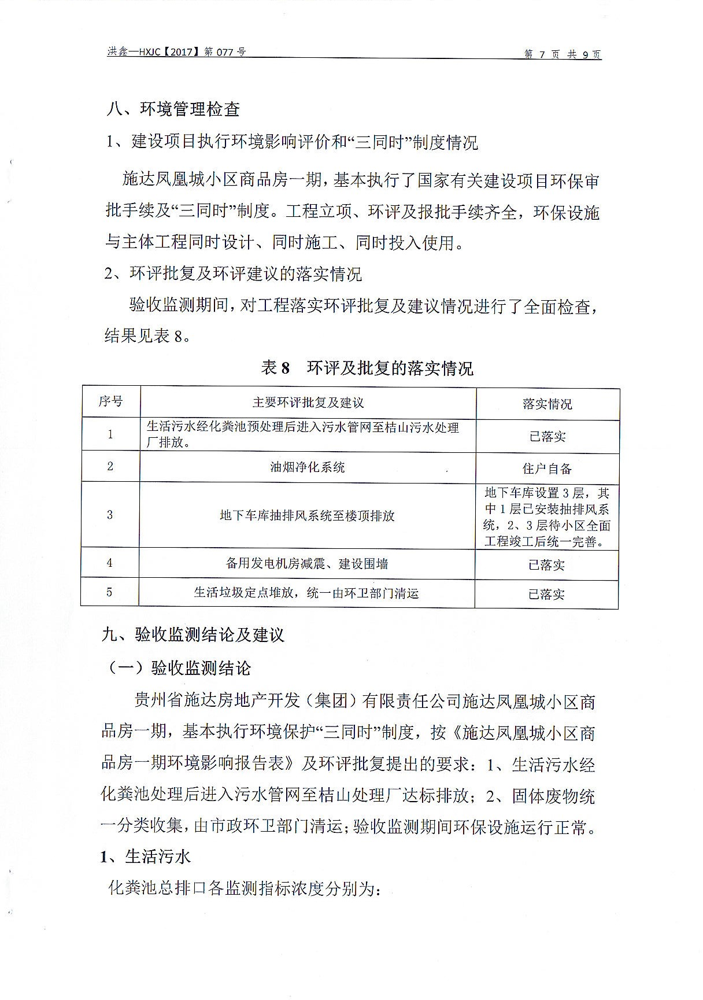 洪鑫—HXJC【2017】第 077 号
第 7 页 共 9 页
八、环境管理检查
1、建设项目执行环境影响评价和“三同时”制度情况
施达凤凰城小区商品房一期，基本执行了国家有关建设项目环保审
批手续及“三同时”制度。工程立项、环评及报批手续齐全，环保设施
与主体工程同时设计、同时施工、同时投入使用。
2、环评批复及环评建议的落实情况
验收监测期间，对工程落实环评批复及建议情况进行了全面检查，
结果见表 8。
表 8 环评及批复的落实情况
序号 主要环评批复及建议 落实情况
1 生活污水经化粪池预处理后进入污水管网至桔山污水处理
厂排放。 已落实
2 油烟净化系统 住户自备
3 地下车库抽排风系统至楼顶排放 地下车库设置 3 层，其
中 1 层已安装抽排风系
统，2、3 层待小区全面
工程竣工后统一完善。
4 备用发电机房减震、建设围墙 已落实
5 生活垃圾定点堆放，统一由环卫部门清运 已落实
九、验收监测结论及建议
（一）验收监测结论
贵州省施达房地产开发（集团）有限责任公司施达凤凰城小区商
品房一期，基本执行环境保护“三同时”制度，按《施达凤凰城小区商
品房一期环境影响报告表》及环评批复提出的要求：1、生活污水经
化粪池处理后进入污水管网至桔山处理厂达标排放；2、固体废物统
一分类收集，由市政环卫部门清运；验收监测期间环保设施运行正常。
1、生活污水
化粪池总排口各监测指标浓度分别为：